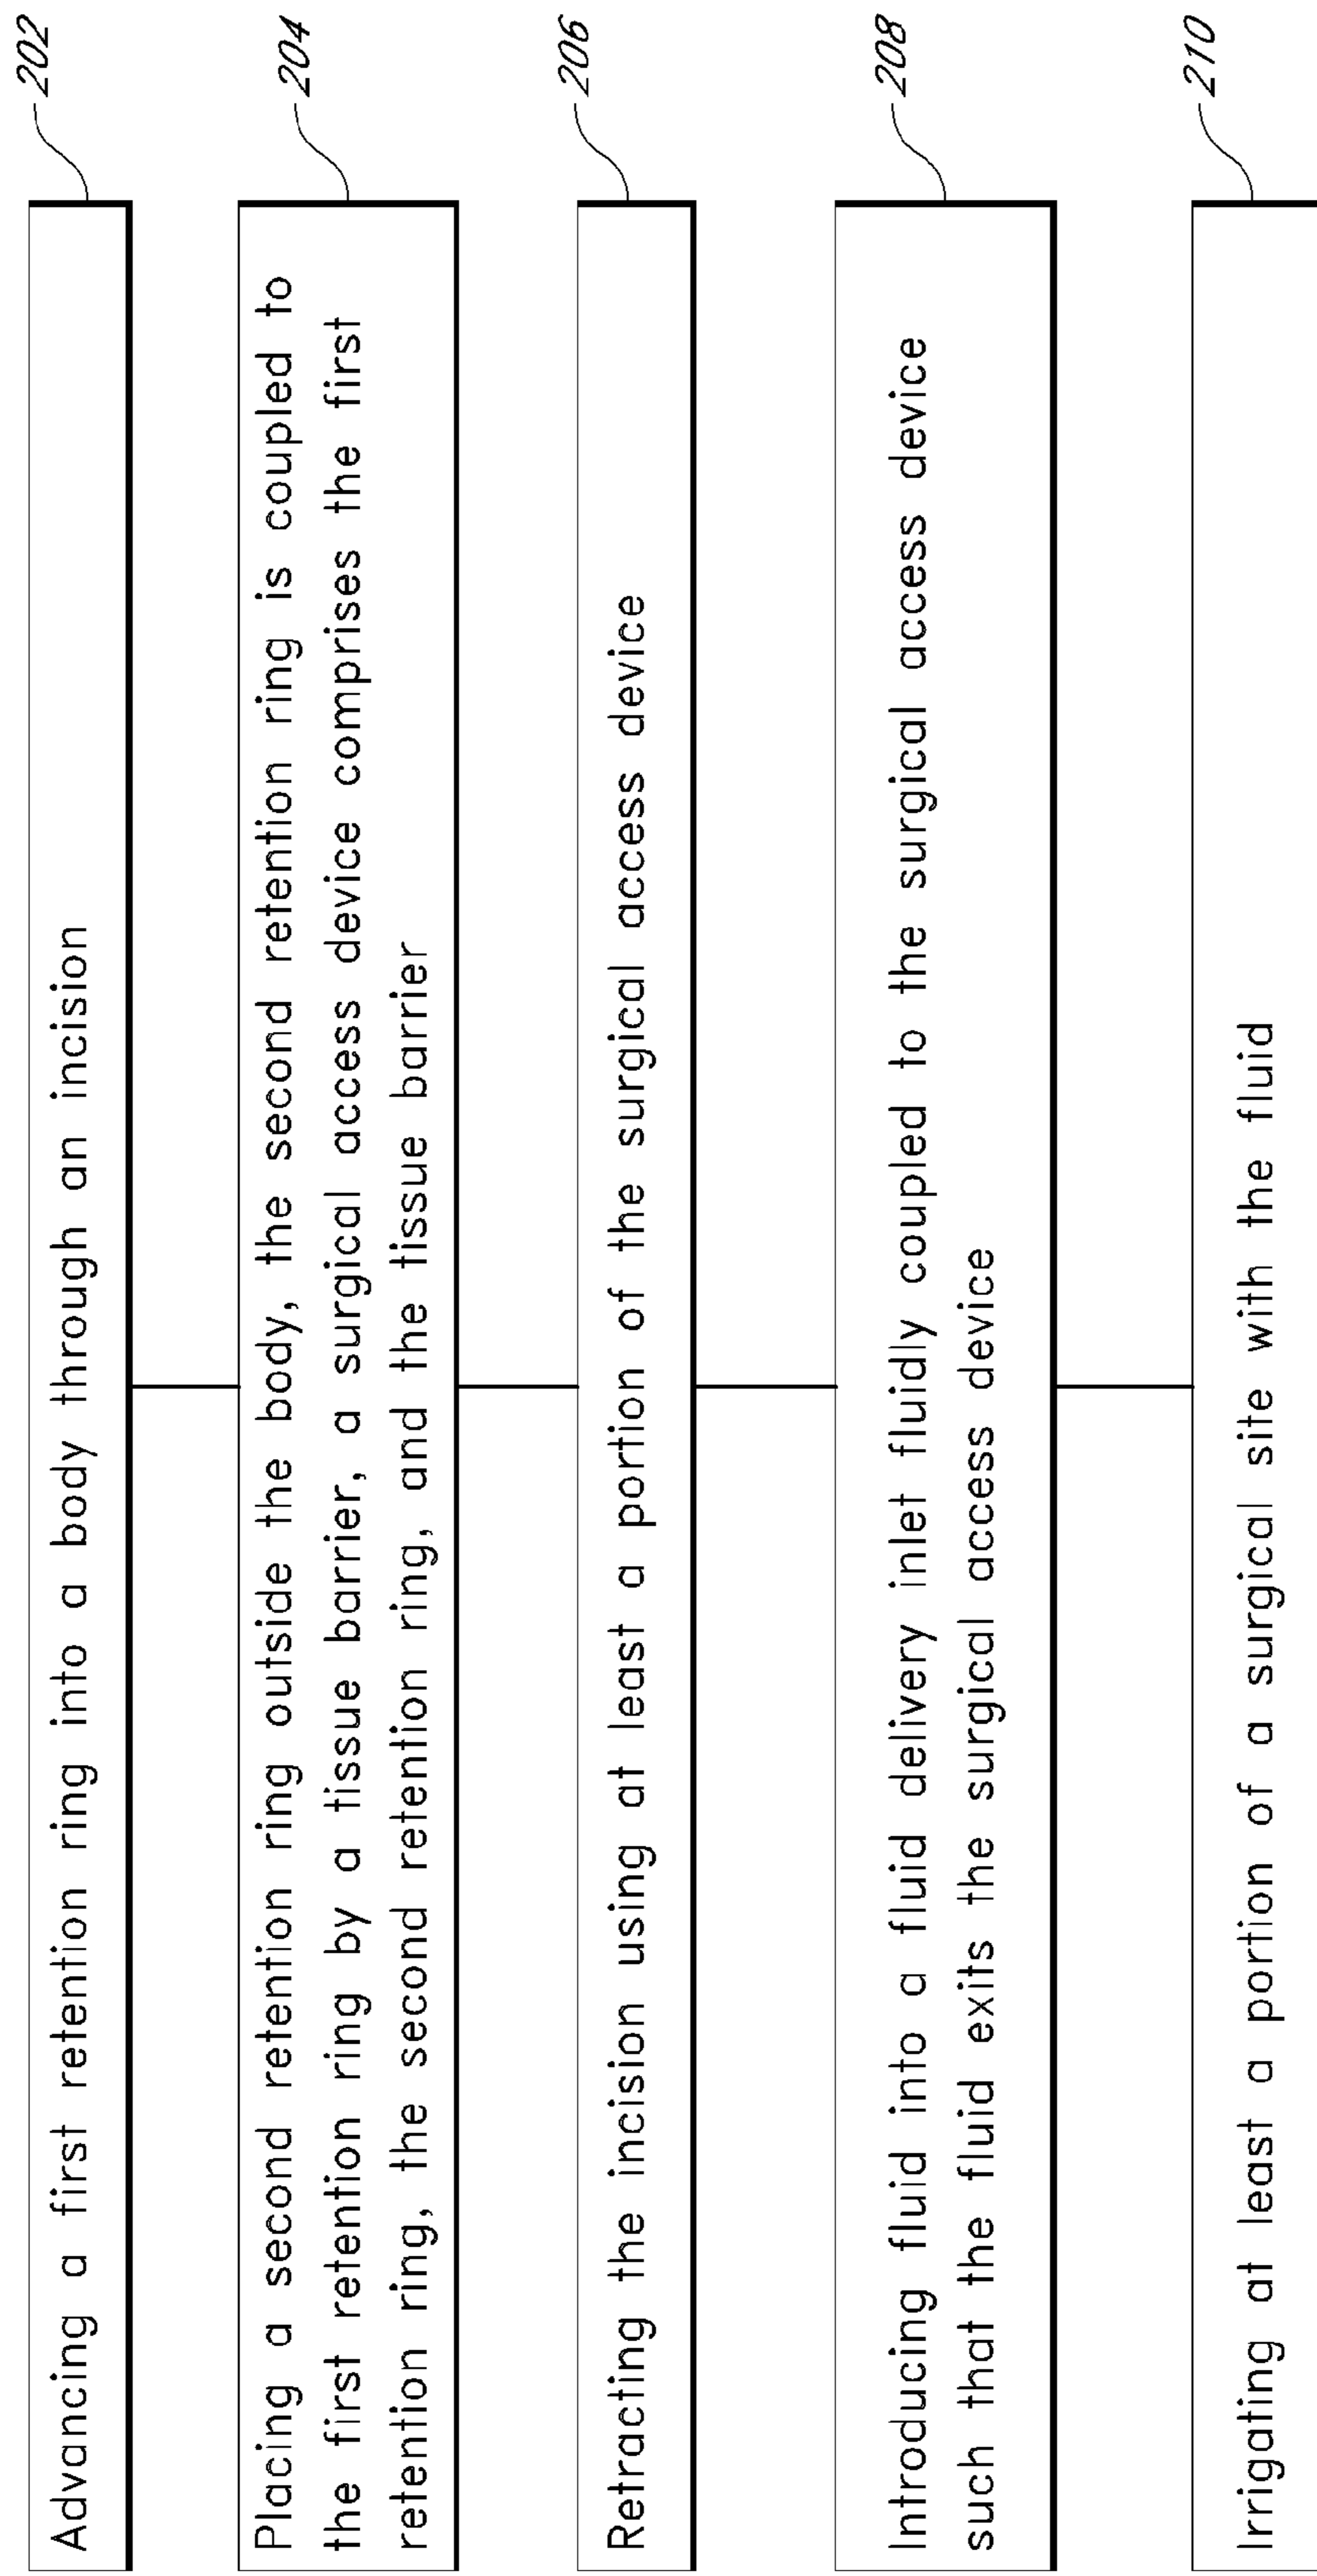 Advancing a first retention ring into a body through an incision
202
Placing a second retention ring outside the body, the second retention ring is coupled to
the first retention ring by a tissue barrier, a surgical access device comprises the first
retention ring, the second retention ring, and the tissue barrier
204
Retracting the incision using at least a portion of the surgical access device
206
Introducing fluid into a fluid delivery inlet fluidly coupled to the surgical access device
such that the fluid exits the surgical access device
208
Irrigating at least a portion of a surgical site with the fluid
210